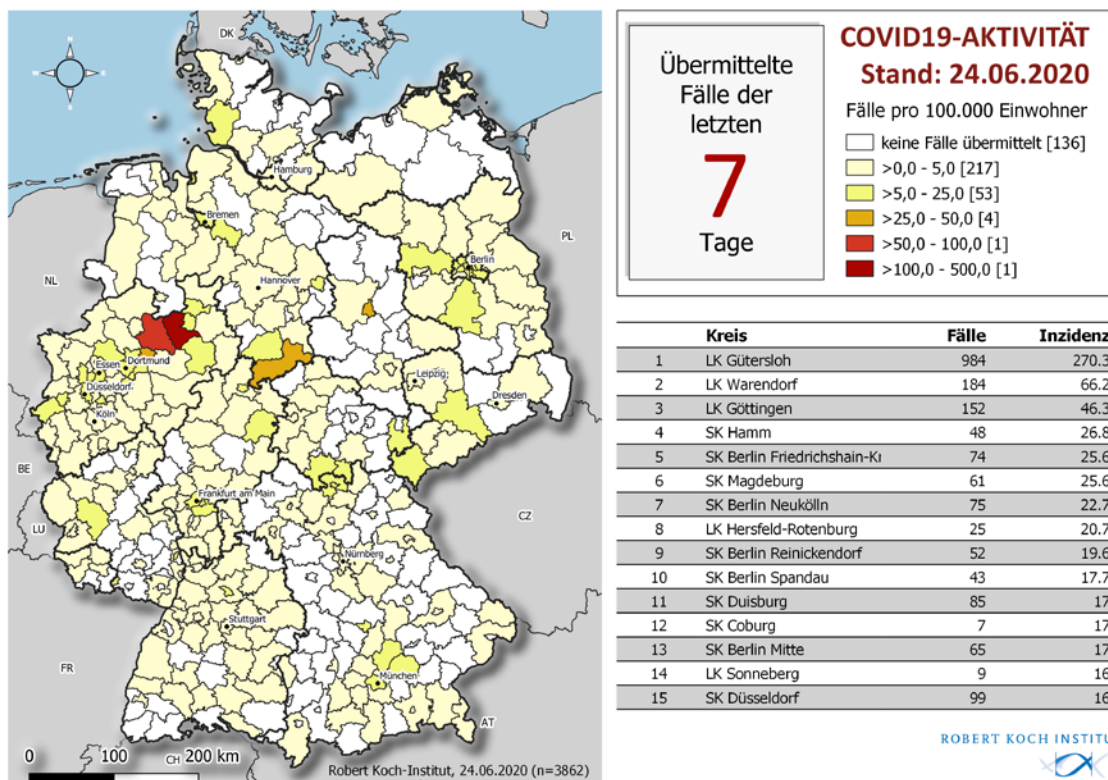 DK
N
W
E
S
Hamburg
Bremen
PL
Berlin
NL
Hannover
Essen
Dortmund
Düsseldorf
Leipzig
Köln
Dresden
BE
Frankfurt am Main
LU
CZ
Nürnberg
Stuttgart
FR
München
AT
0 100 200 km
CH
Robert Koch-Institut, 24.06.2020 (n=3862)
Übermittelte
Fälle der
letzten
7
Tage
COVID19-AKTIVITÄT
Stand: 24.06.2020
Fälle pro 100.000 Einwohner
keine Fälle übermittelt [136]
>0,0 - 5,0 [217]
>5,0 - 25,0 [53]
>25,0 - 50,0 [4]
>50,0 - 100,0 [1]
>100,0 - 500,0 [1]
Kreis Fälle Inzidenz
1 LK Gütersloh 984 270.3
2 LK Warendorf 184 66.2
3 LK Göttingen 152 46.3
4 SK Hamm 48 26.8
5 SK Berlin Friedrichshain-Kr 74 25.6
6 SK Magdeburg 61 25.6
7 SK Berlin Neukölln 75 22.7
8 LK Hersfeld-Rotenburg 25 20.7
9 SK Berlin Reinickendorf 52 19.6
10 SK Berlin Spandau 43 17.7
11 SK Duisburg 85 17
12 SK Coburg 7 17
13 SK Berlin Mitte 65 17
14 LK Sonneberg 9 16
15 SK Düsseldorf 99 16
ROBERT KOCH INSTITU